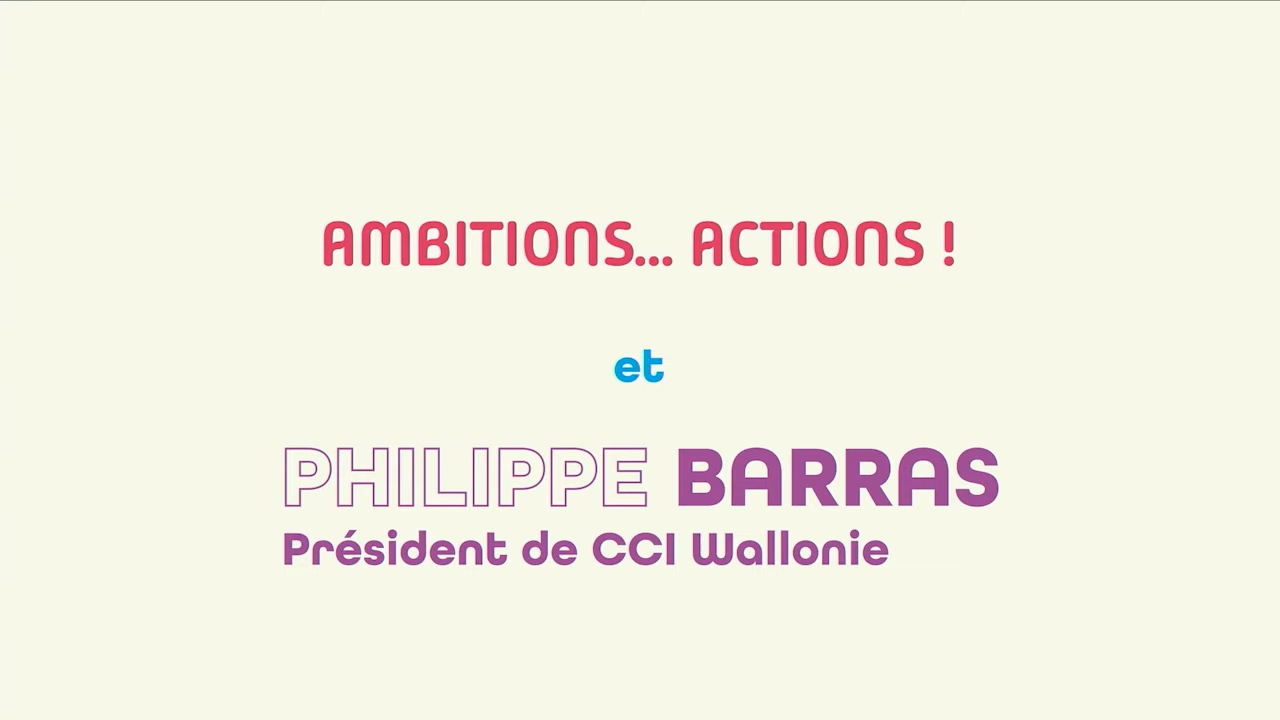 AMBITIONS... ACTIONS !
et
PHILIPPE BARRAS
Président de CCI Wallonie